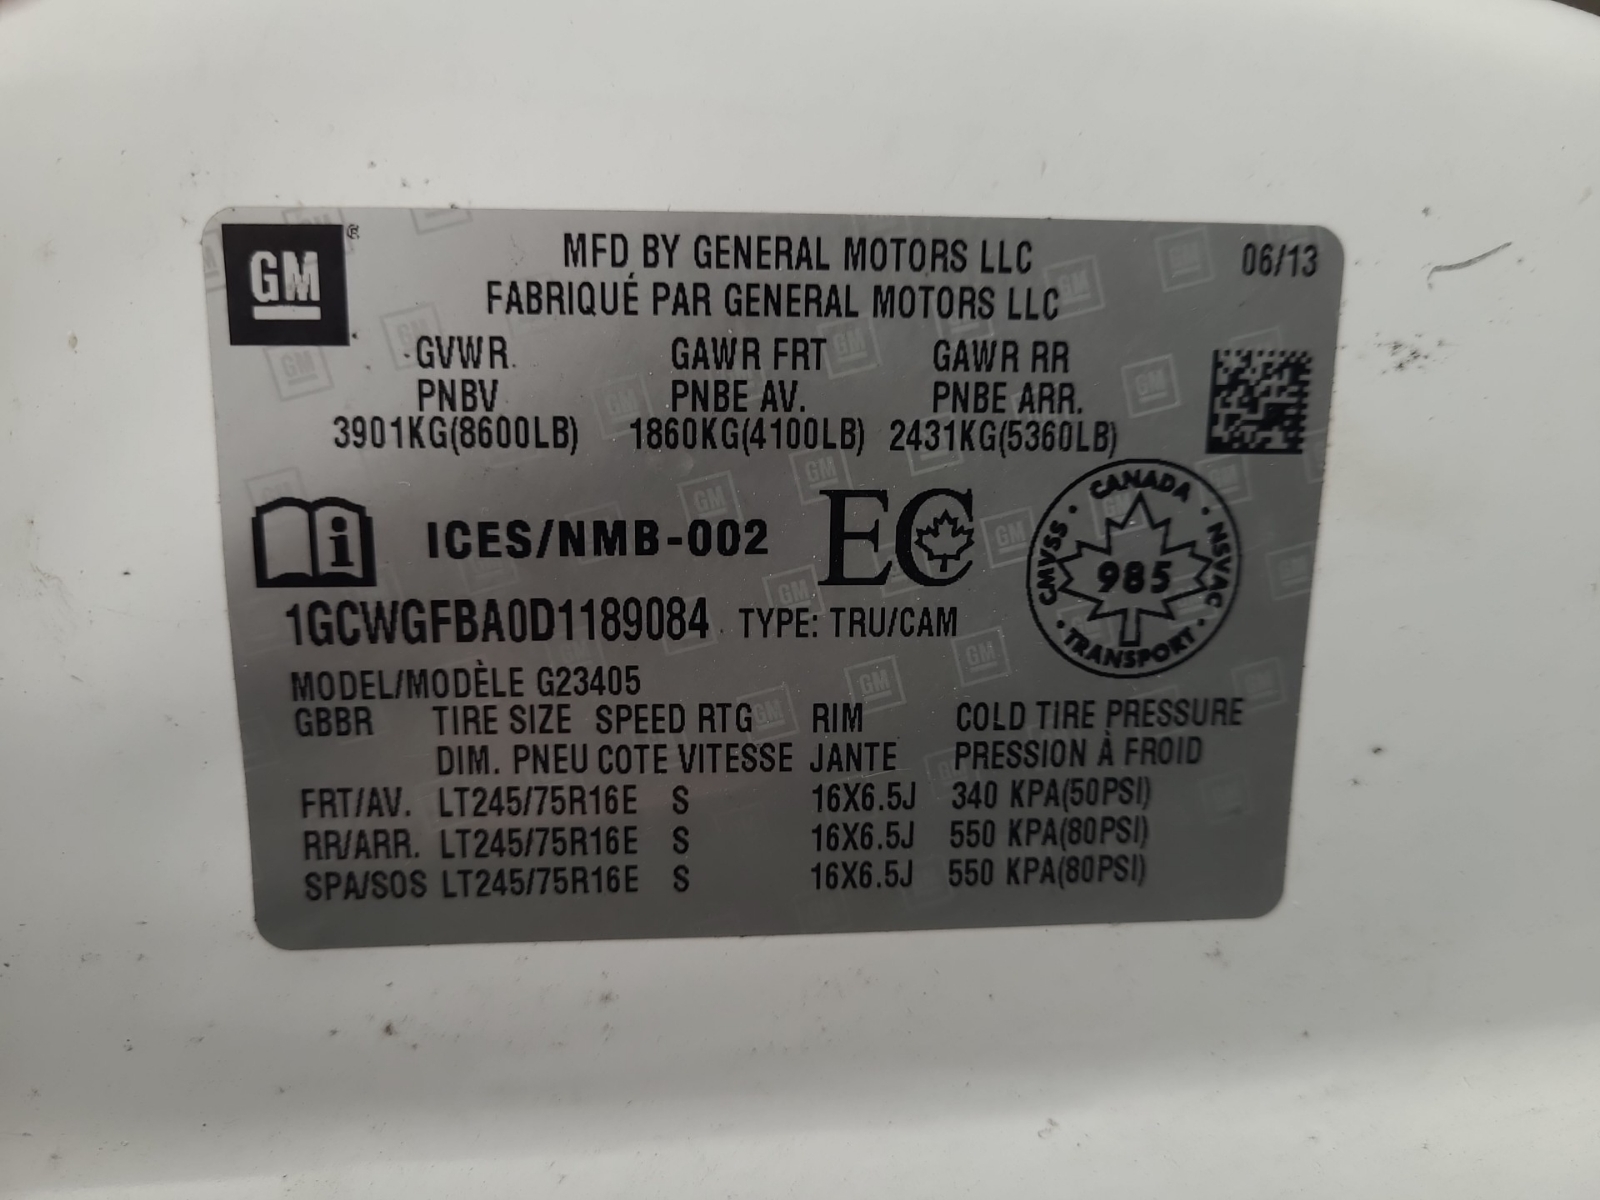 GM ®
MFD BY GENERAL MOTORS LLC 06/13
FABRIQUÉ PAR GENERAL MOTORS LLC
GVWR GAWR FRT GAWR RR
PNBV PNBE AV. PNBE ARR.
3901KG(8600LB) 1860KG(4100LB) 2431KG(5360LB)
i ICES/NMB-002 EC
CANADA
CMVSS · NSVAC
985
TRANSPORT
1GCWGFBA0D1189084 TYPE: TRU/CAM
MODEL/MODÈLE G23405
GBBR TIRE SIZE SPEED RTG RIM COLD TIRE PRESSURE
DIM. PNEU COTE VITESSE JANTE PRESSION À FROID
FRT/AV. LT245/75R16E S 16X6.5J 340 KPA(50PSI)
RR/ARR. LT245/75R16E S 16X6.5J 550 KPA(80PSI)
SPA/SOS LT245/75R16E S 16X6.5J 550 KPA(80PSI)